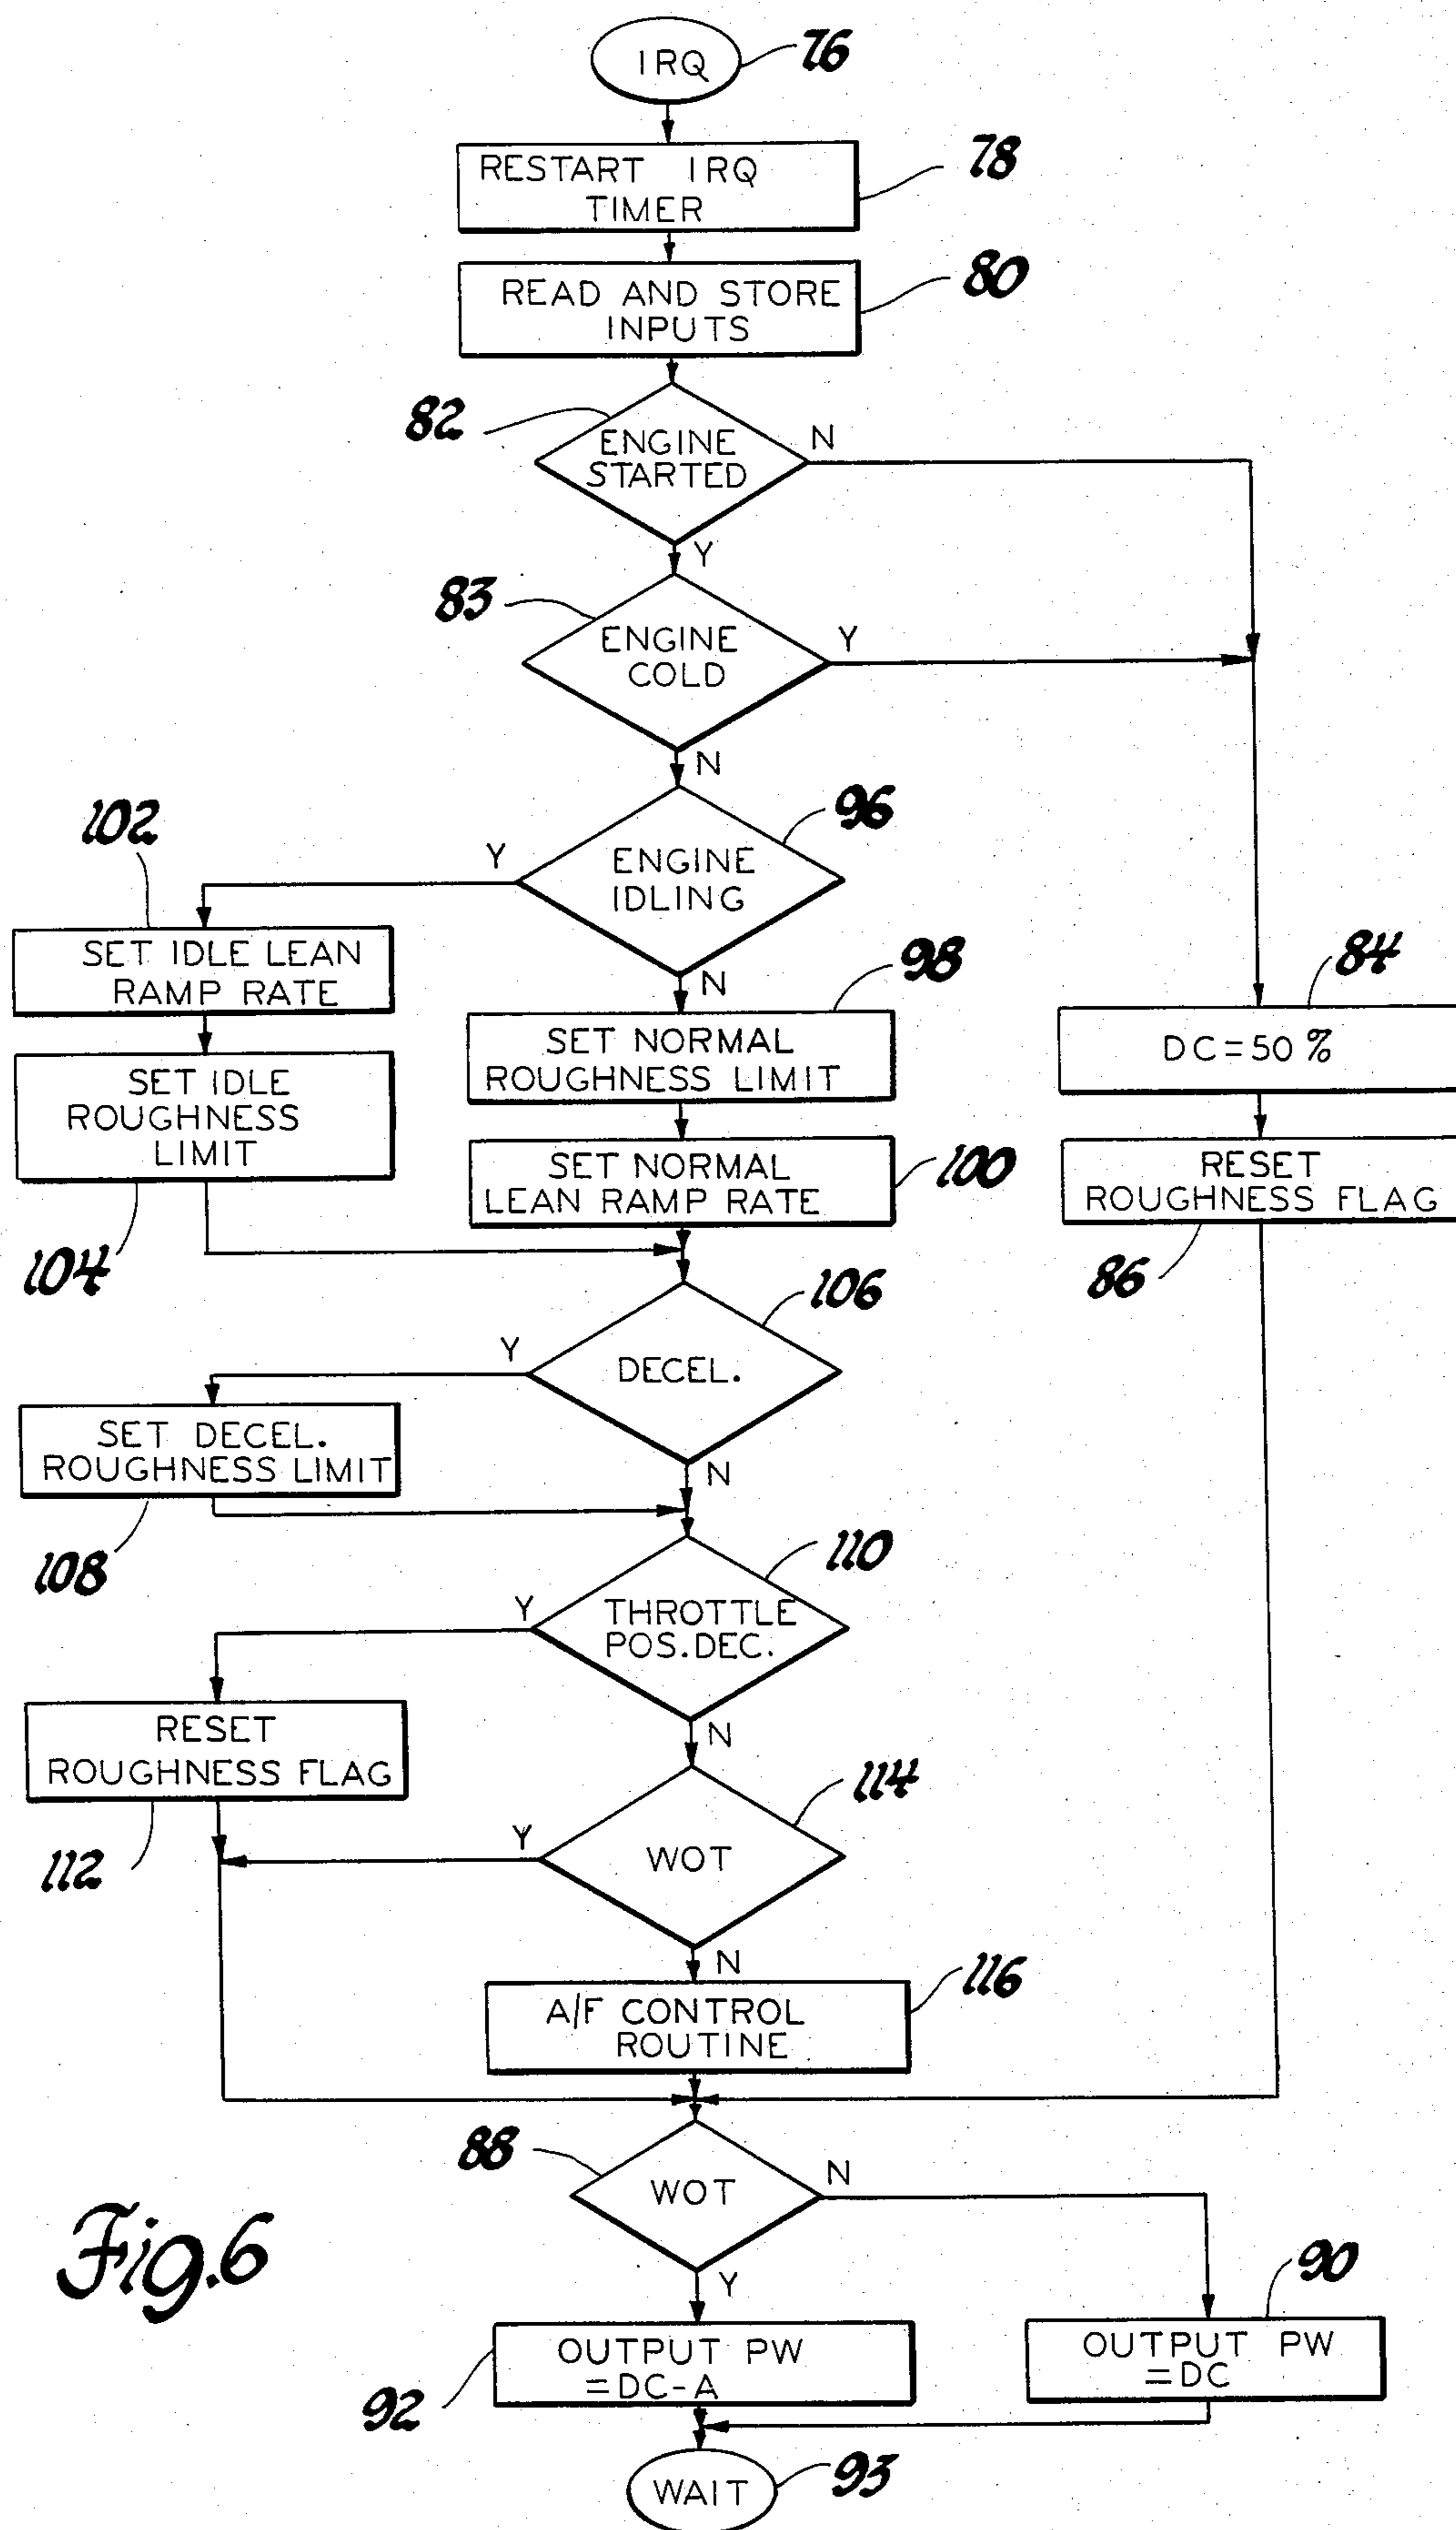 IRQ
76
RESTART IRQ
TIMER
78
READ AND STORE
INPUTS
80
82
ENGINE
STARTED
N
Y
83
ENGINE
COLD
Y
N
96
ENGINE
IDLING
Y
N
102
SET IDLE LEAN
RAMP RATE
SET IDLE
ROUGHNESS
LIMIT
104
98
SET NORMAL
ROUGHNESS LIMIT
SET NORMAL
LEAN RAMP RATE
100
84
DC=50%
RESET
ROUGHNESS FLAG
86
106
DECEL.
Y
N
SET DECEL.
ROUGHNESS LIMIT
108
110
THROTTLE
POS.DEC.
Y
N
RESET
ROUGHNESS FLAG
112
114
WOT
Y
N
A/F CONTROL
ROUTINE
116
88
WOT
N
Y
Fig.6
90
OUTPUT PW
=DC-A
92
OUTPUT PW
=DC
WAIT
93